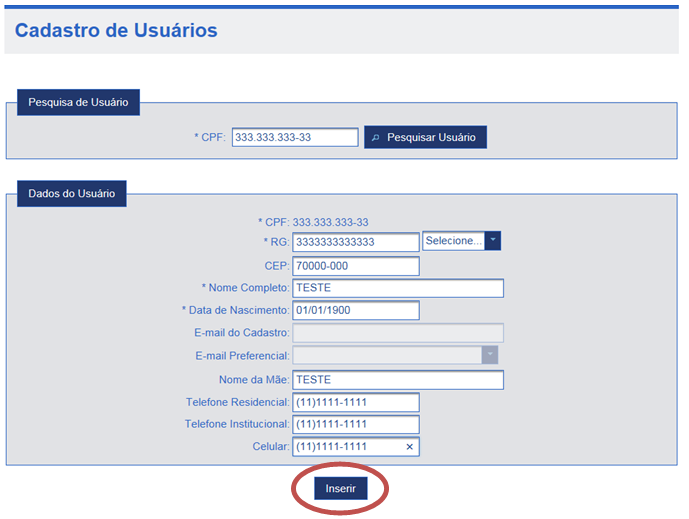 Cadastro de Usuários
Pesquisa de Usuário
* CPF: 333.333.333-33 Pesquisar Usuário
Dados do Usuário
* CPF: 333.333.333-33
* RG: 3333333333333 Selecione...
CEP: 70000-000
* Nome Completo: TESTE
* Data de Nascimento: 01/01/1900
E-mail do Cadastro:
E-mail Preferencial:
Nome da Mãe: TESTE
Telefone Residencial: (11)1111-1111
Telefone Institucional: (11)1111-1111
Celular: (11)1111-1111 ×
Inserir